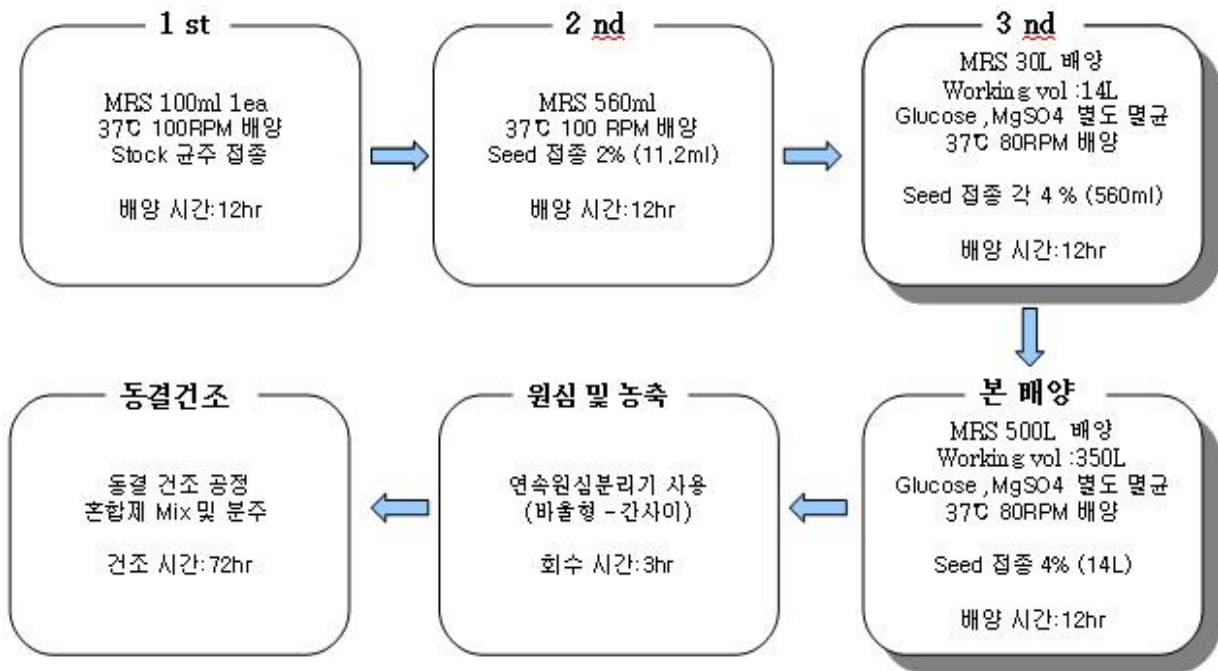 1 st
MRS 100ml 1ea
37℃ 100RPM 배양
Stock 균주 접종
배양 시간:12hr
2 nd
MRS 560ml
37℃ 100 RPM 배양
Seed 접종 2% (11,2ml)
배양 시간:12hr
3 nd
MRS 30L 배양
Working vol :14L
Glucose ,MgSO4 별도 멸균
37℃ 80RPM 배양
Seed 접종 각 4 % (560ml)
배양 시간:12hr
동결건조
동결 건조 공정
혼합제 Mix 및 분주
건조 시간:72hr
원심 및 농축
연속원심분리기 사용
(바울형 –간사이)
회수 시간:3hr
본 배양
MRS 500L 배양
Working vol :350L
Glucose ,MgSO4 별도 멸균
37℃ 80RPM 배양
Seed 접종 4% (14L)
배양 시간:12hr